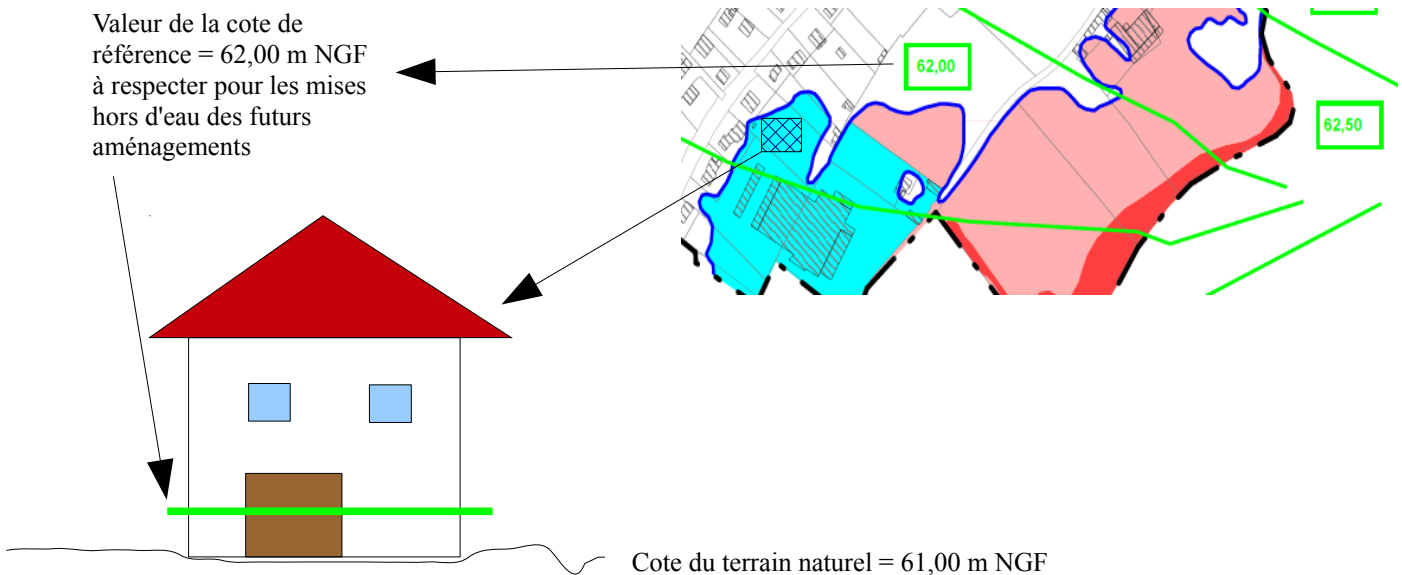 Valeur de la cote de
référence = 62,00 m NGF
à respecter pour les mises
hors d'eau des futurs
aménagements
62,00
62,50
Cote du terrain naturel = 61,00 m NGF